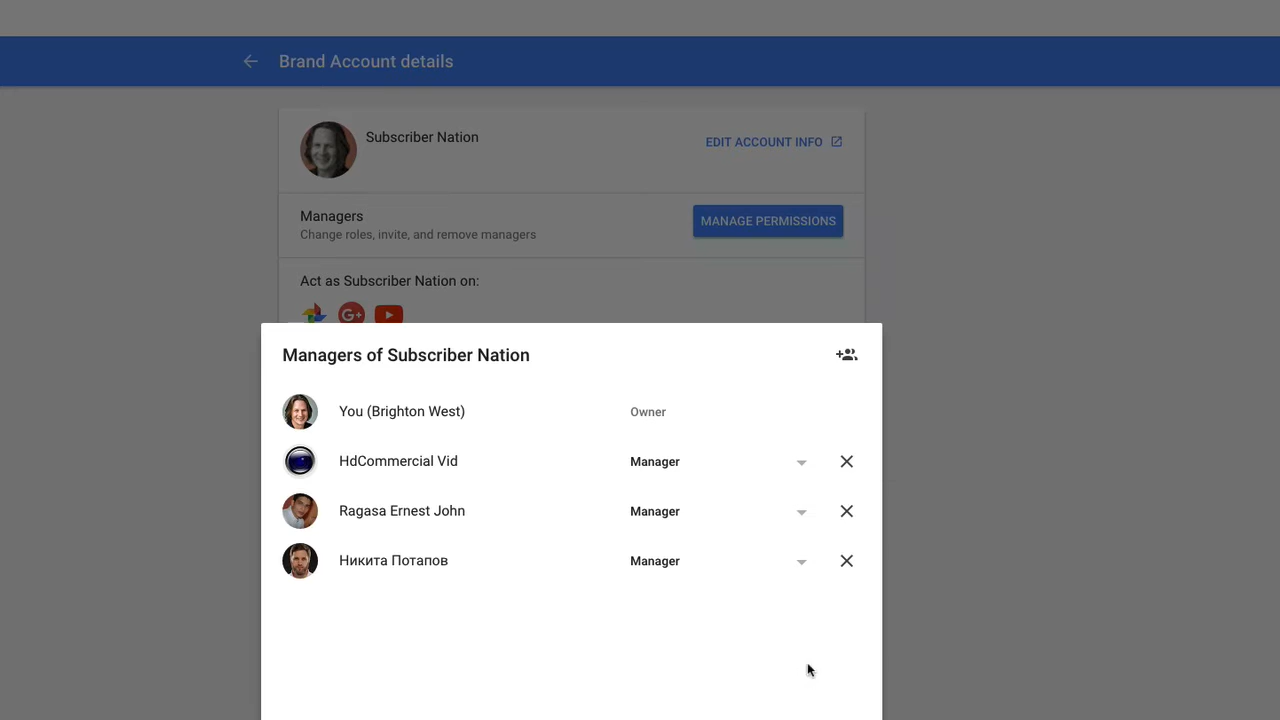 Brand Account details
Subscriber Nation
EDIT ACCOUNT INFO
Managers
Change roles, invite, and remove managers
MANAGE PERMISSIONS
Act as Subscriber Nation on:
G+
Managers of Subscriber Nation
You (Brighton West) Owner
HdCommercial Vid Manager
Ragasa Ernest John Manager
Никита Потапов Manager